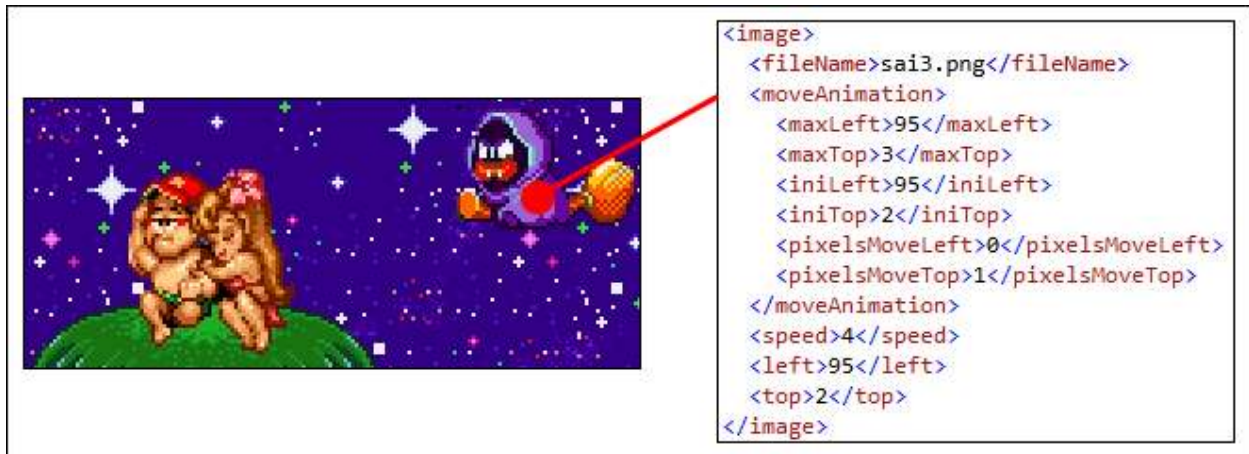 <image>
<fileName>sai3.png</fileName>
<moveAnimation>
<maxLeft>95</maxLeft>
<maxTop>3</maxTop>
<iniLeft>95</iniLeft>
<iniTop>2</iniTop>
<pixelsMoveLeft>0</pixelsMoveLeft>
<pixelsMoveTop>1</pixelsMoveTop>
</moveAnimation>
<speed>4</speed>
<left>95</left>
<top>2</top>
</image>